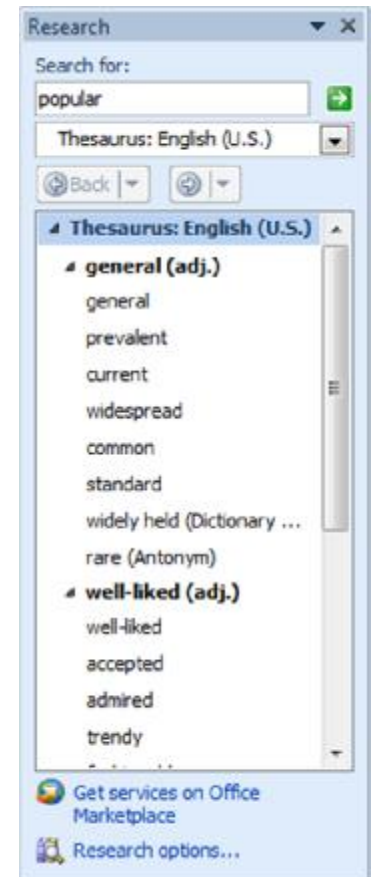 Research
Search for:
popular
Thesaurus: English (U.S.)
Back
Thesaurus: English (U.S.)
general (adj.)
general
prevalent
current
widespread
common
standard
widely held (Dictionary ...
rare (Antonym)
well-liked (adj.)
well-liked
accepted
admired
trendy
Get services on Office
Marketplace
Research options...